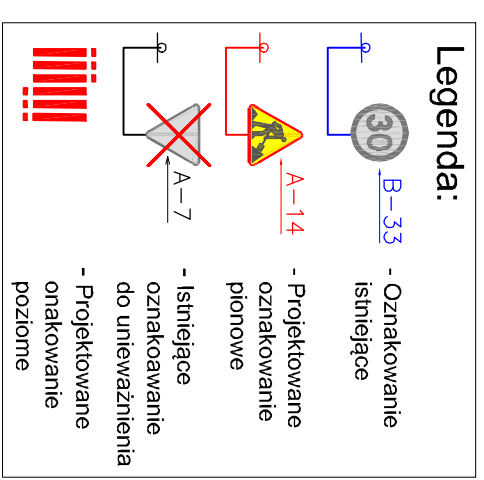 Legenda:
30
B-33
- Oznakowanie
istniejące
A-14
- Projektowane
oznakowanie
pionowe
A-7
- Istniejące
oznakoawanie
do unieważnienia
- Projektowane
onakowanie
poziome